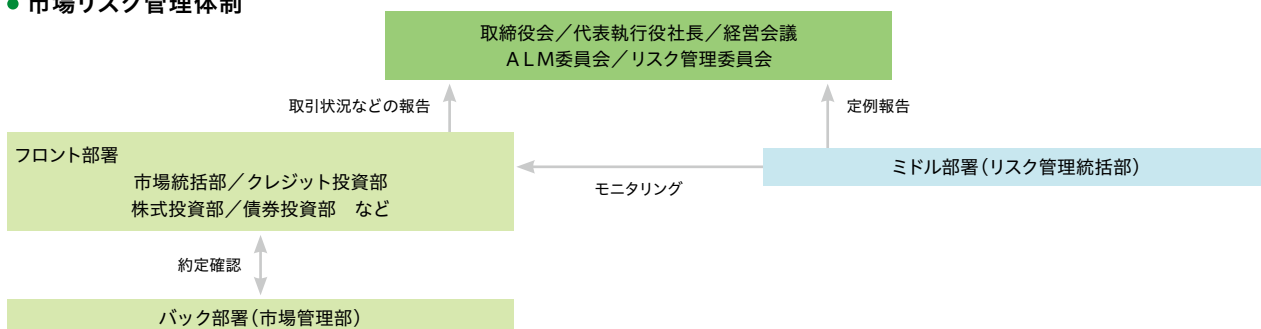 ● 市場リスク管理体制
取締役会／代表執行役社長／経営会議
ALM委員会／リスク管理委員会
取引状況などの報告
定例報告
フロント部署
市場統括部／クレジット投資部
株式投資部／債券投資部　など
ミドル部署（リスク管理統括部）
モニタリング
約定確認
バック部署（市場管理部）